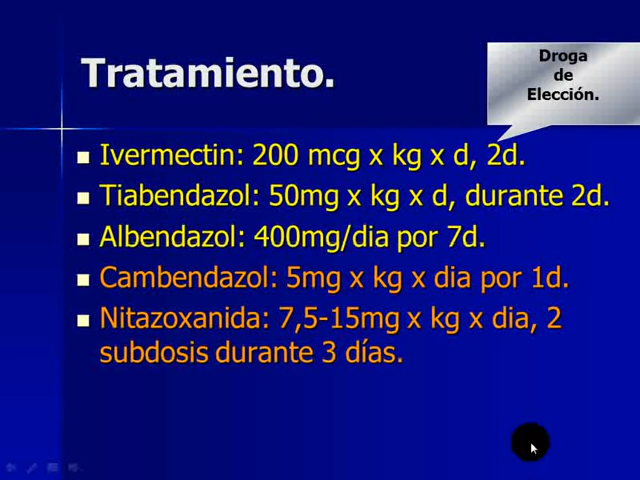 Tratamiento.
Droga
de
Elección.
Ivermectin: 200 mcg x kg x d, 2d.
Tiabendazol: 50mg x kg x d, durante 2d.
Albendazol: 400mg/dia por 7d.
Cambendazol: 5mg x kg x dia por 1d.
Nitazoxanida: 7,5-15mg x kg x dia, 2
subdosis durante 3 días.